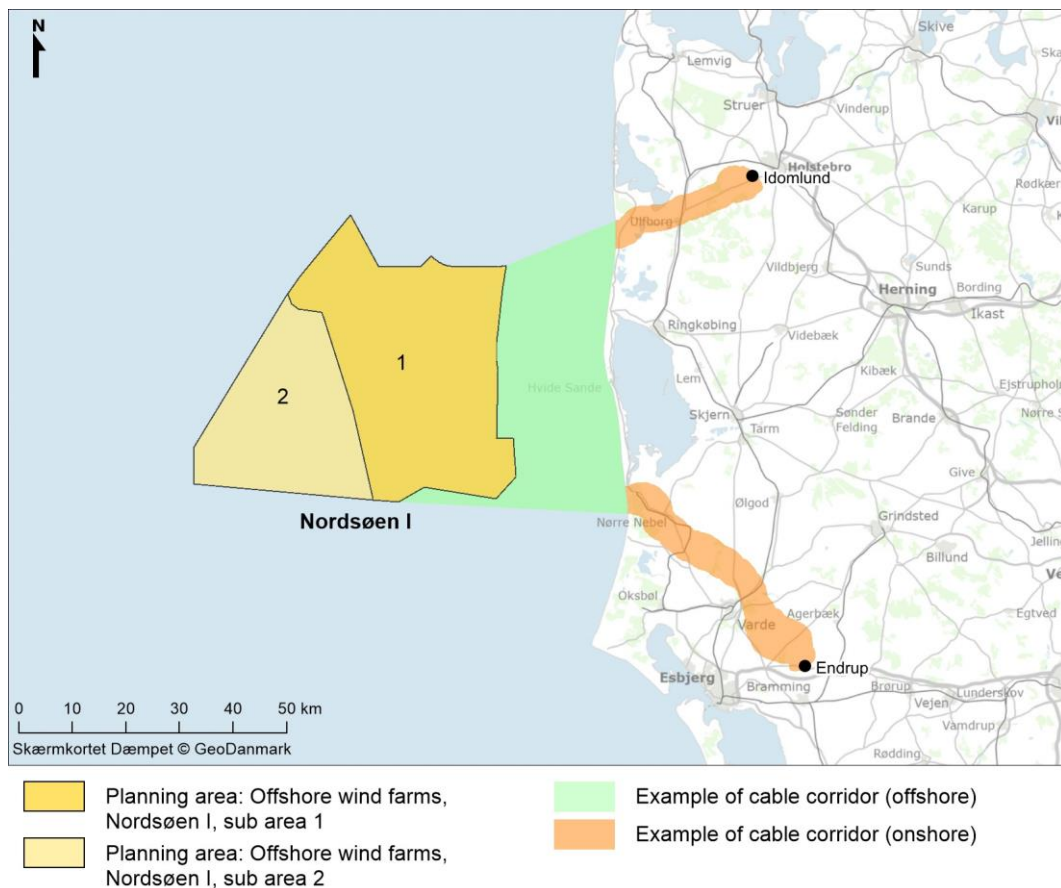 N
Skive
Lemvig
Struer
Vinderup
Holstebro
Idomlund
Rødkær
Ulfborg
Karup
Vildbjerg
Sunds
Herning
Bording
Ikast
1
Ringkøbing
Videbæk
Kibæk
2
Hvide Sande
Lem
Ejstrupholm
Skjern
Sønder
Felding
Brande
Nørre S
Tarm
Give
Nordsøen I
Ølgod
Nørre Nebel
Grindsted
Jelling
Billund
Ve
Oksbøl
Agerbæk
Egtved
Varde
Endrup
Esbjerg
Bramming
Brørup
Lunderskov
Vejen
Vamdrup
Rødding
0 10 20 30 40 50 km
Skærmkortet Dæmpet © GeoDanmark
Planning area: Offshore wind farms,
Nordsøen I, sub area 1
Planning area: Offshore wind farms,
Nordsøen I, sub area 2
Example of cable corridor (offshore)
Example of cable corridor (onshore)